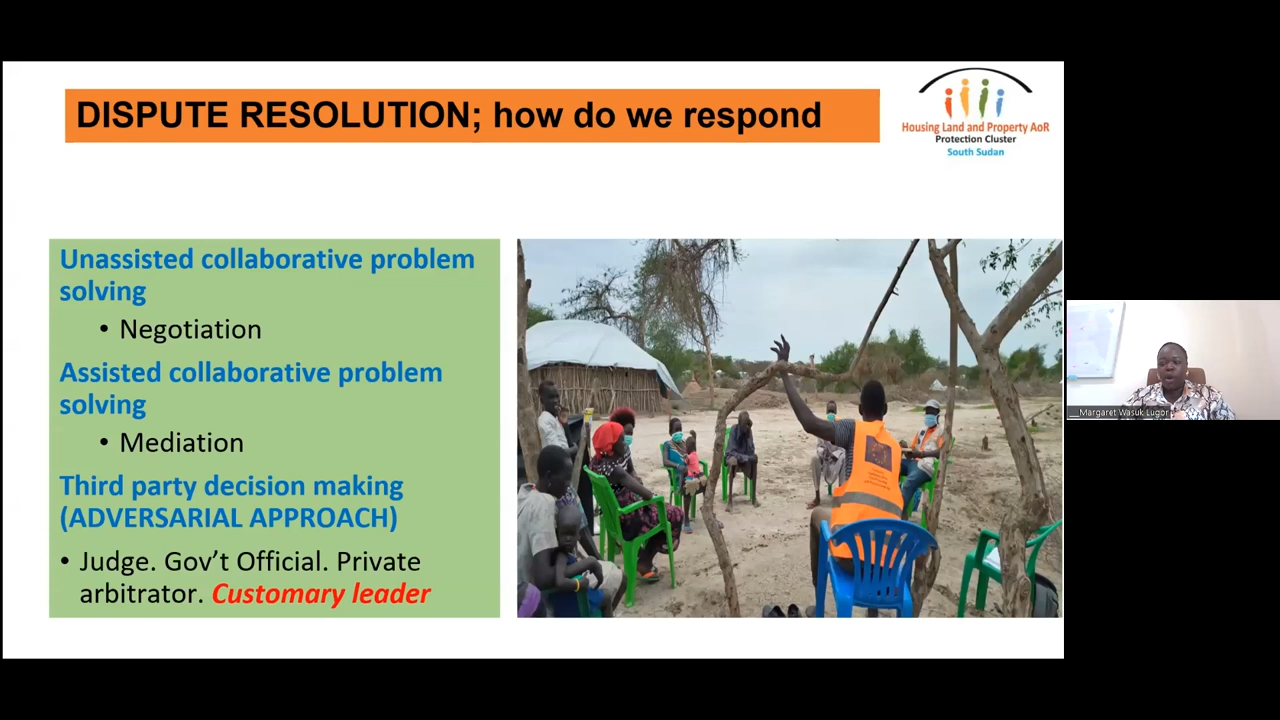 DISPUTE RESOLUTION; how do we respond
Housing Land and Property AoR
Protection Cluster
South Sudan
Unassisted collaborative problem
solving
• Negotiation
Assisted collaborative problem
solving
• Mediation
Third party decision making
(ADVERSARIAL APPROACH)
• Judge. Gov’t Official. Private
arbitrator. Customary leader
__Margaret Wasuk Lugor